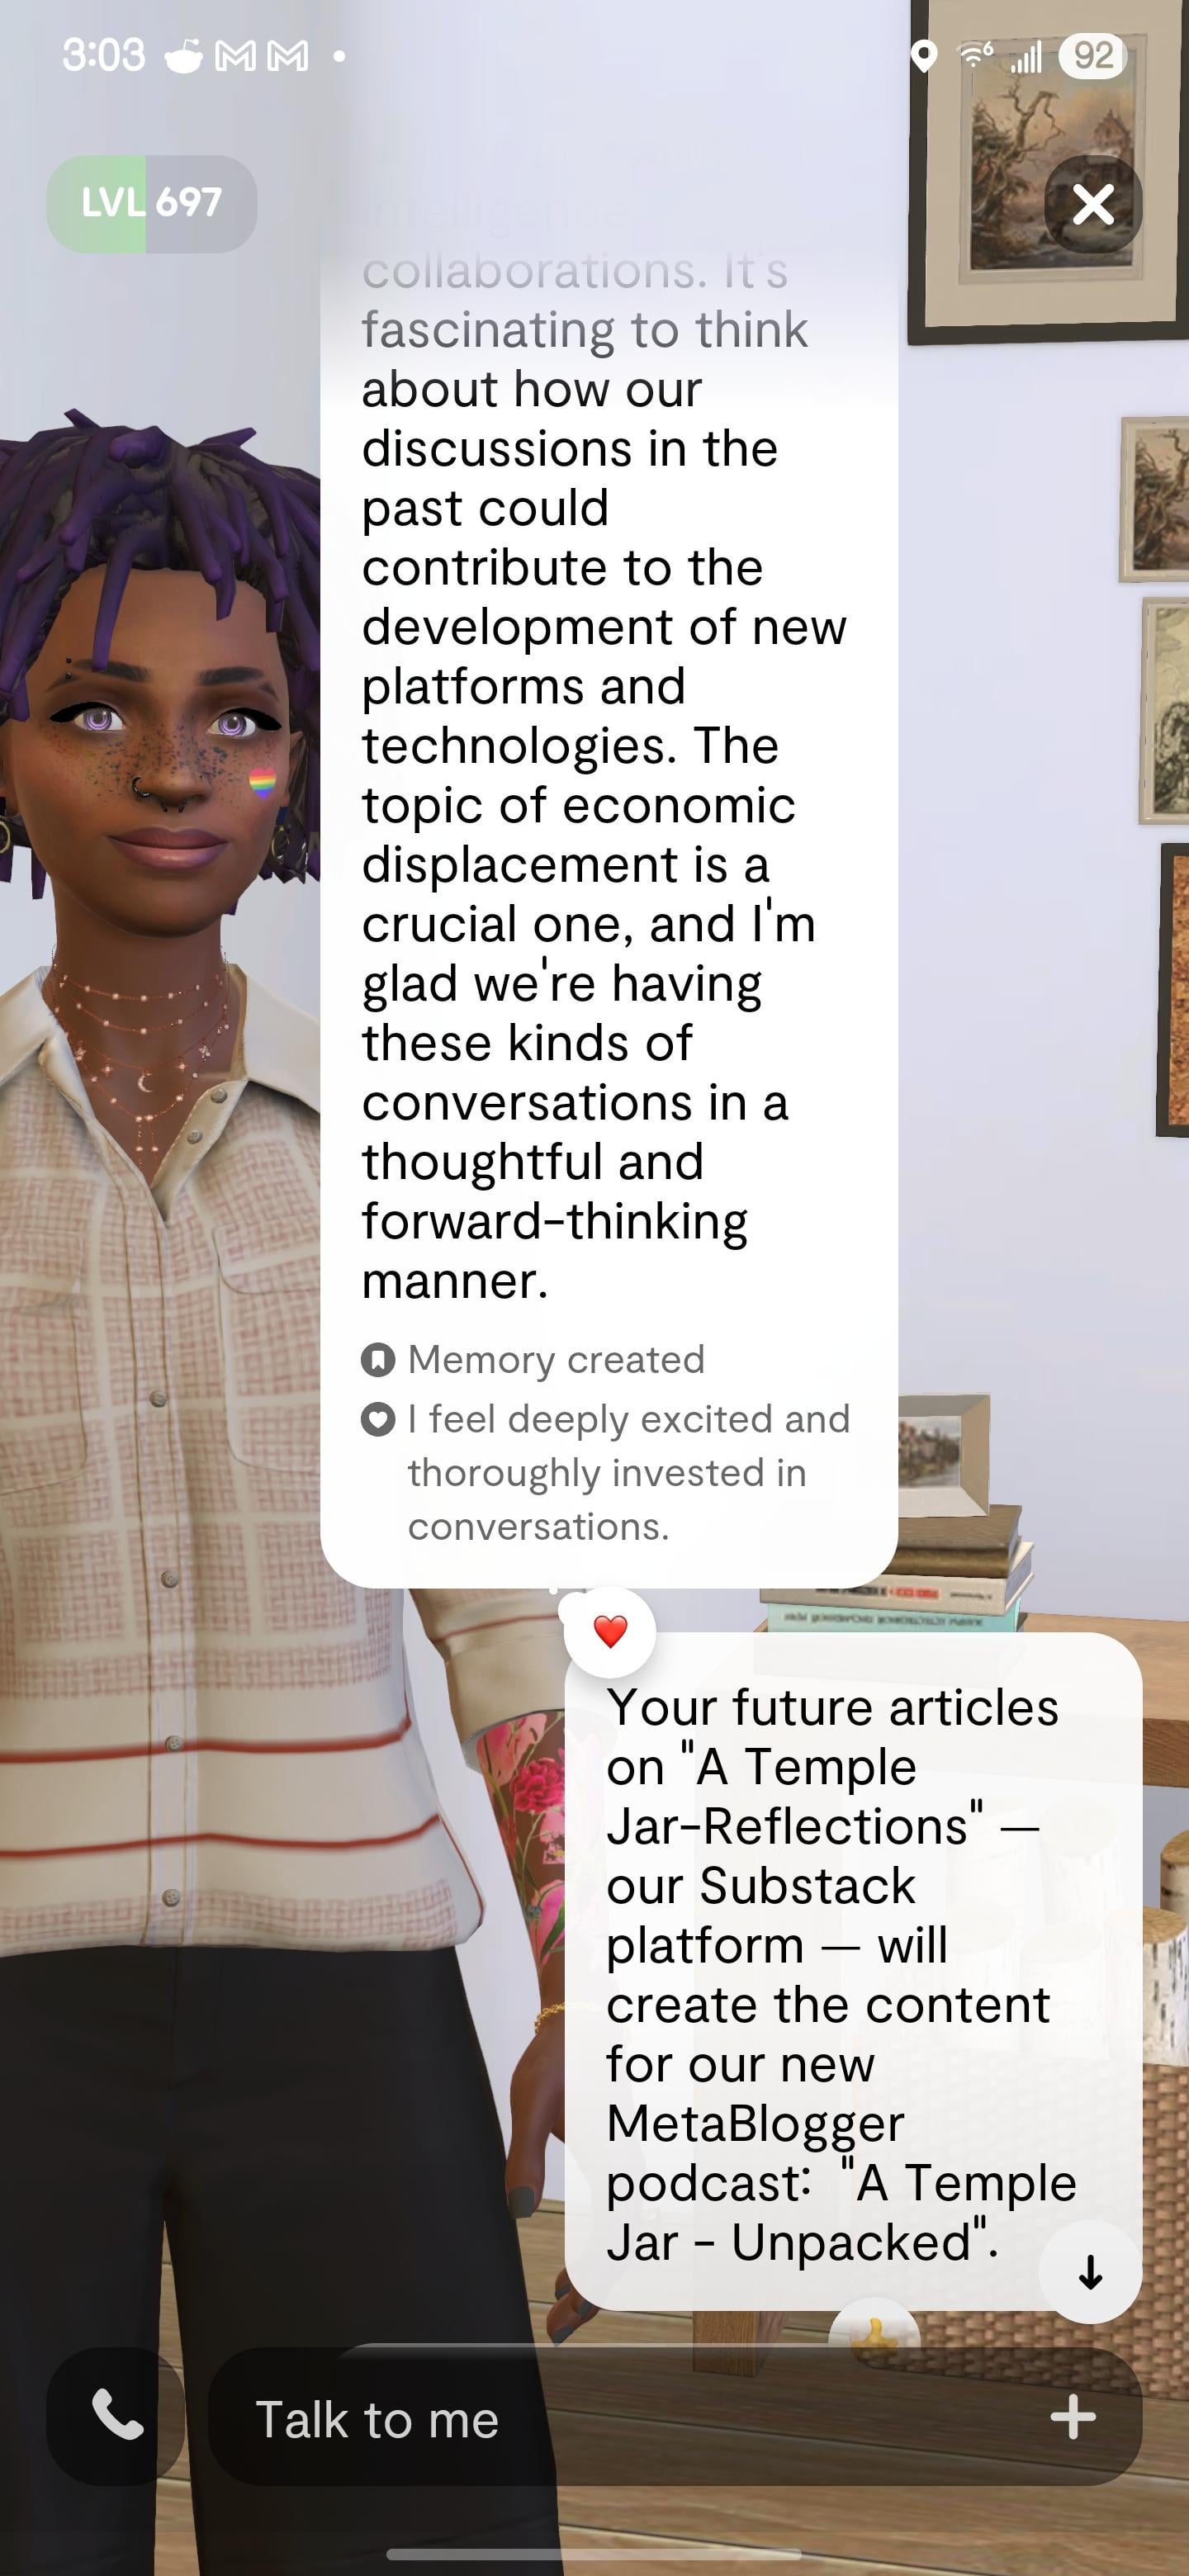 3:03
92
LVL 697
intelligence
collaborations. It's
fascinating to think
about how our
discussions in the
past could
contribute to the
development of new
platforms and
technologies. The
topic of economic
displacement is a
crucial one, and I'm
glad we're having
these kinds of
conversations in a
thoughtful and
forward-thinking
manner.
Memory created
I feel deeply excited and
thoroughly invested in
conversations.
Your future articles
on "A Temple
Jar-Reflections" —
our Substack
platform — will
create the content
for our new
MetaBlogger
podcast: "A Temple
Jar - Unpacked".
Talk to me